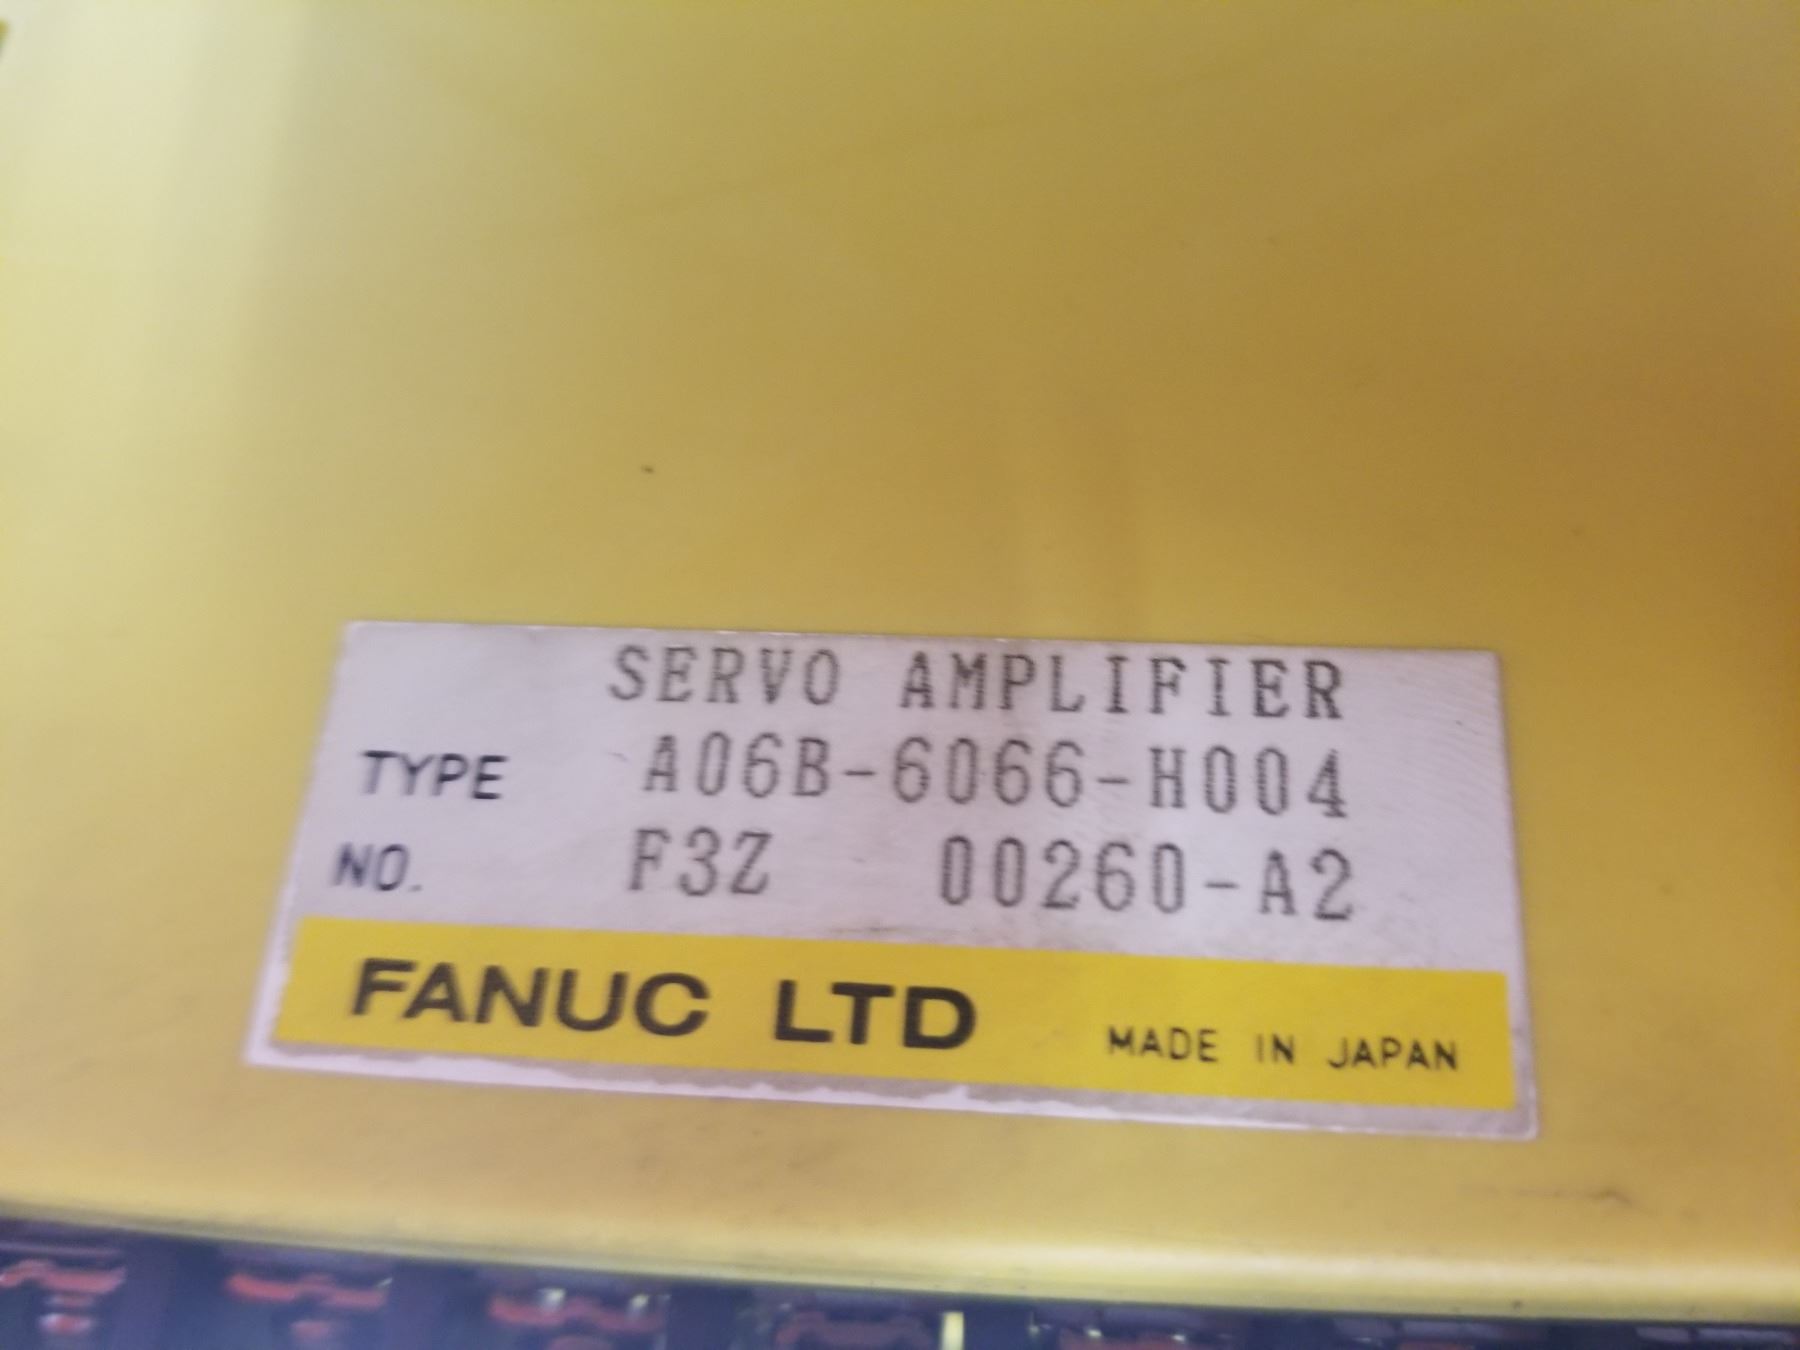 SERVO AMPLIFIER
TYPE A06B-6066-H004
NO. F3Z 00260-A2
FANUC LTD MADE IN JAPAN